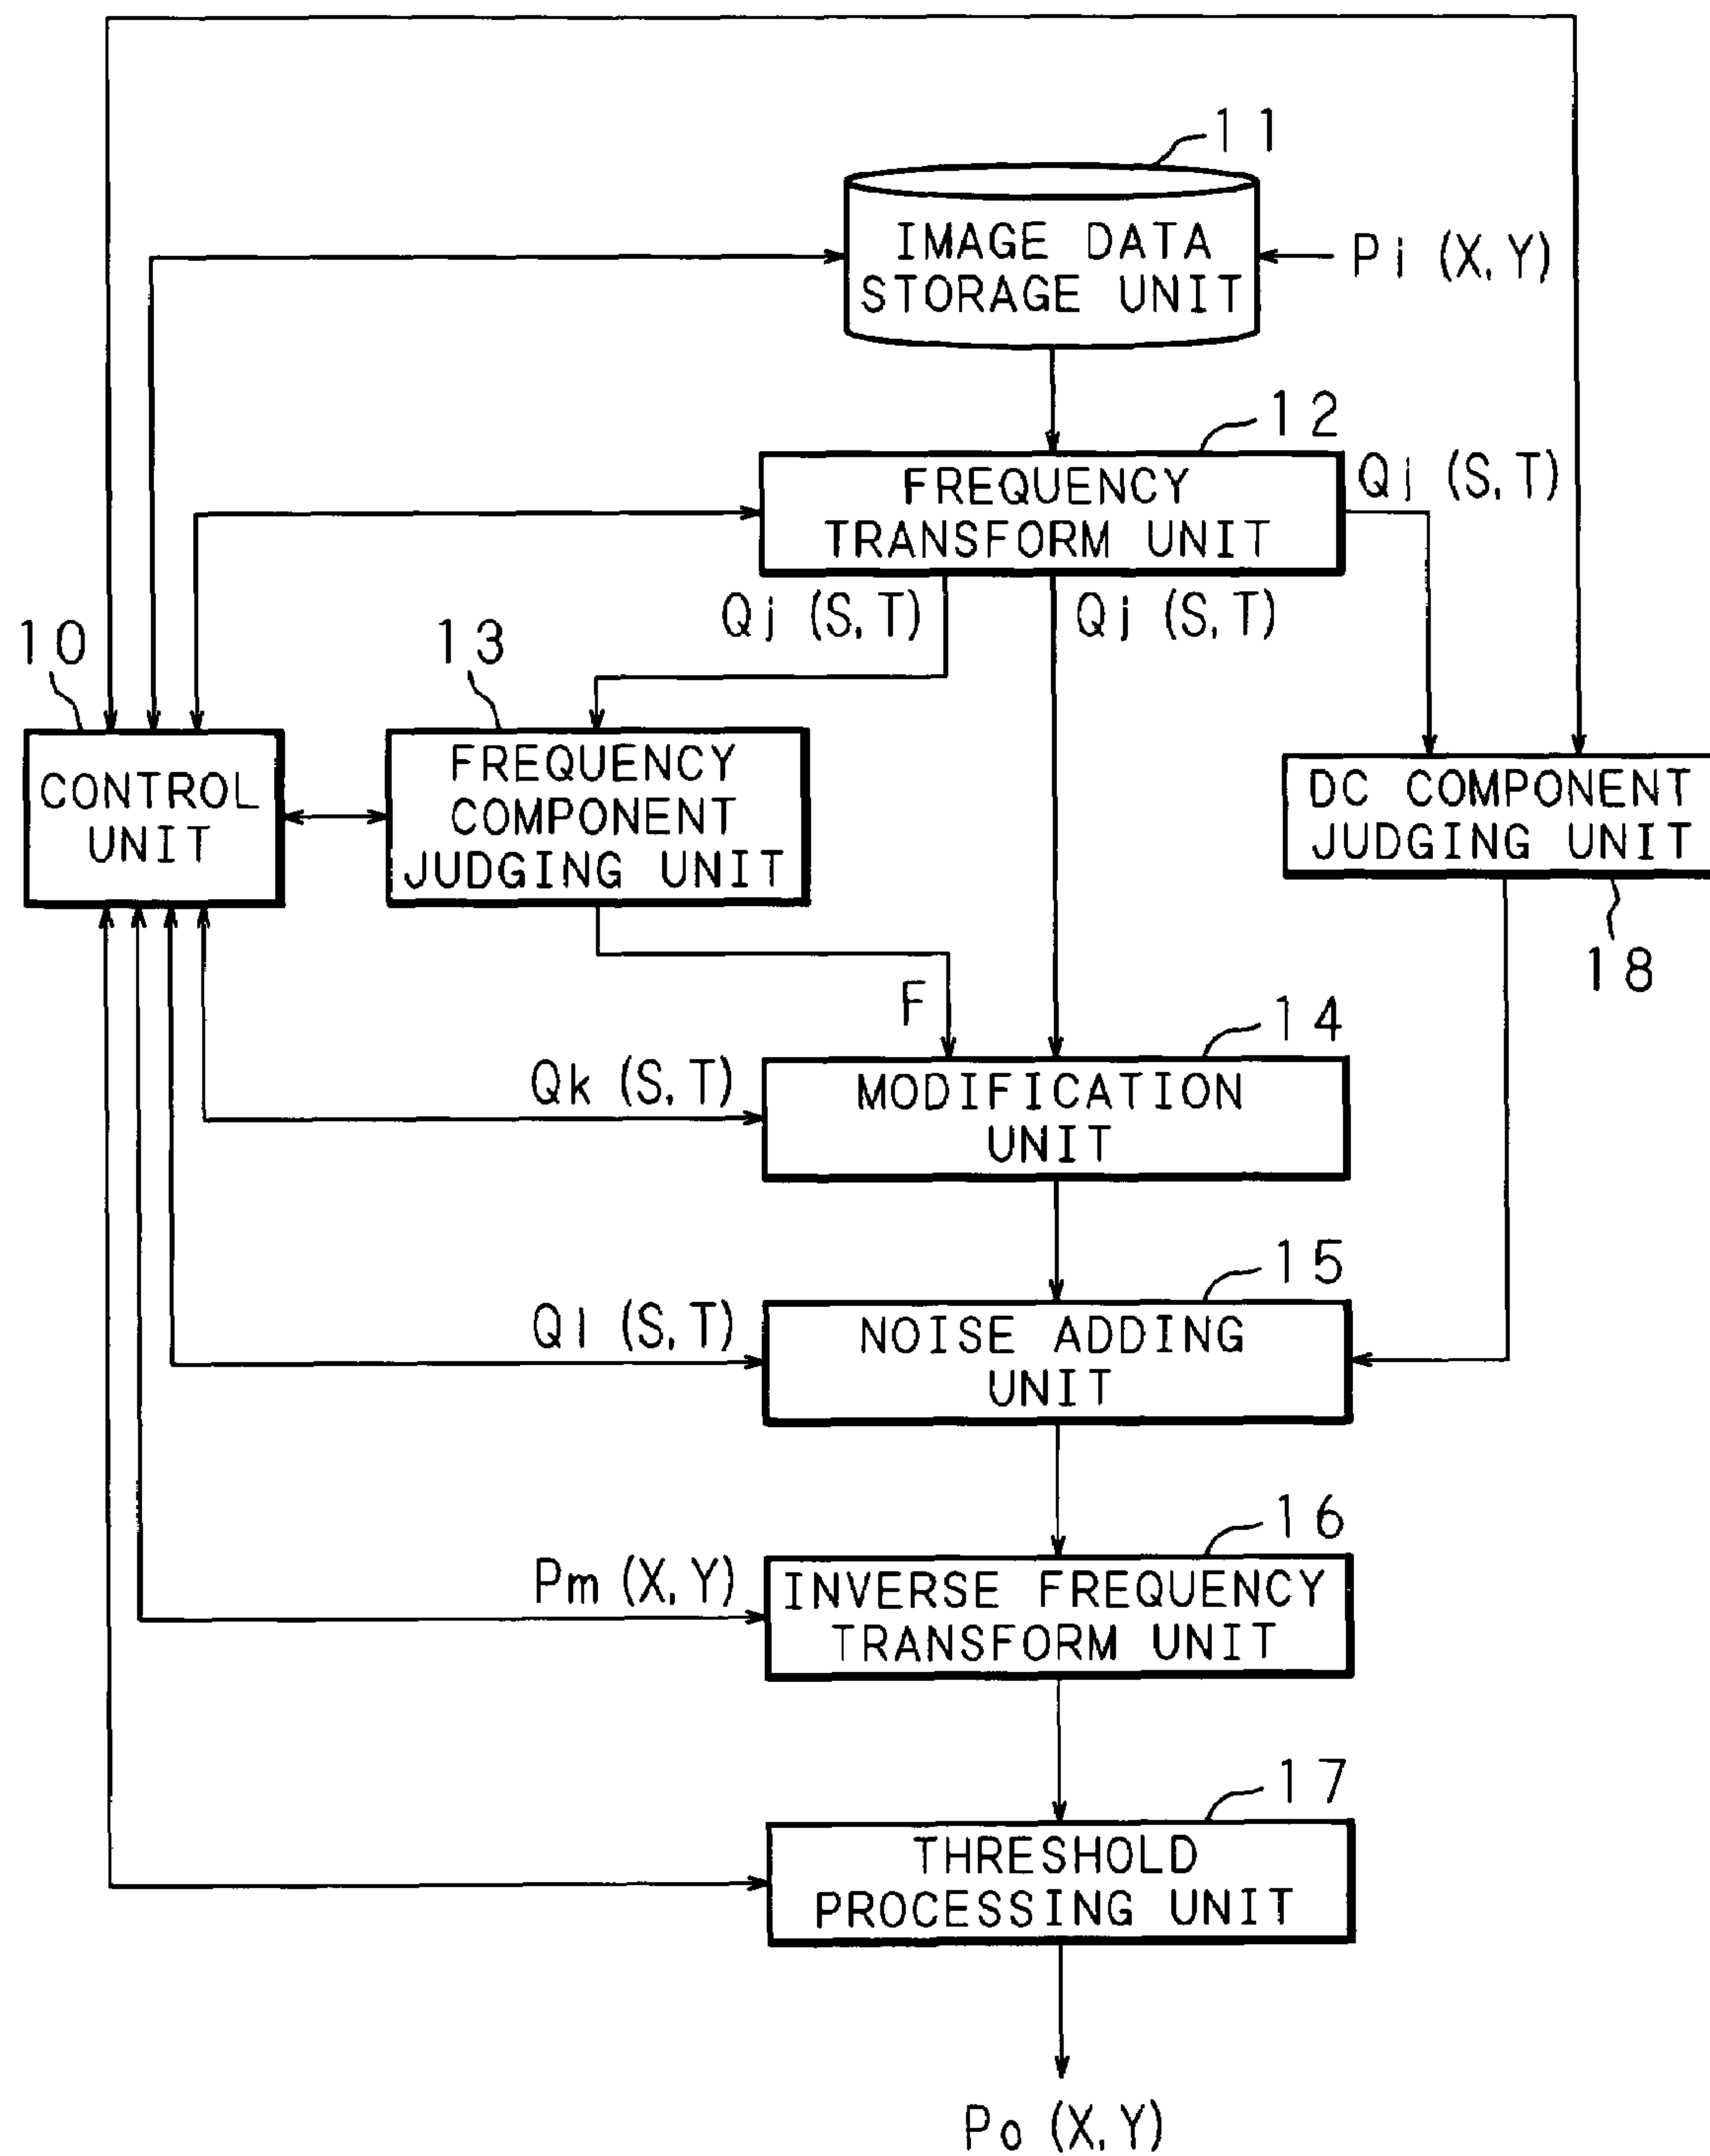 11
IMAGE DATA
STORAGE UNIT
Pi (X, Y)
12
FREQUENCY
TRANSFORM UNIT
Qj (S, T)
Qj (S, T)
Qj (S, T)
10
CONTROL
UNIT
13
FREQUENCY
COMPONENT
JUDGING UNIT
DC COMPONENT
JUDGING UNIT
18
F
14
Qk (S, T)
MODIFICATION
UNIT
15
Ql (S, T)
NOISE ADDING
UNIT
16
Pm (X, Y)
INVERSE FREQUENCY
TRANSFORM UNIT
17
THRESHOLD
PROCESSING UNIT
Po (X, Y)